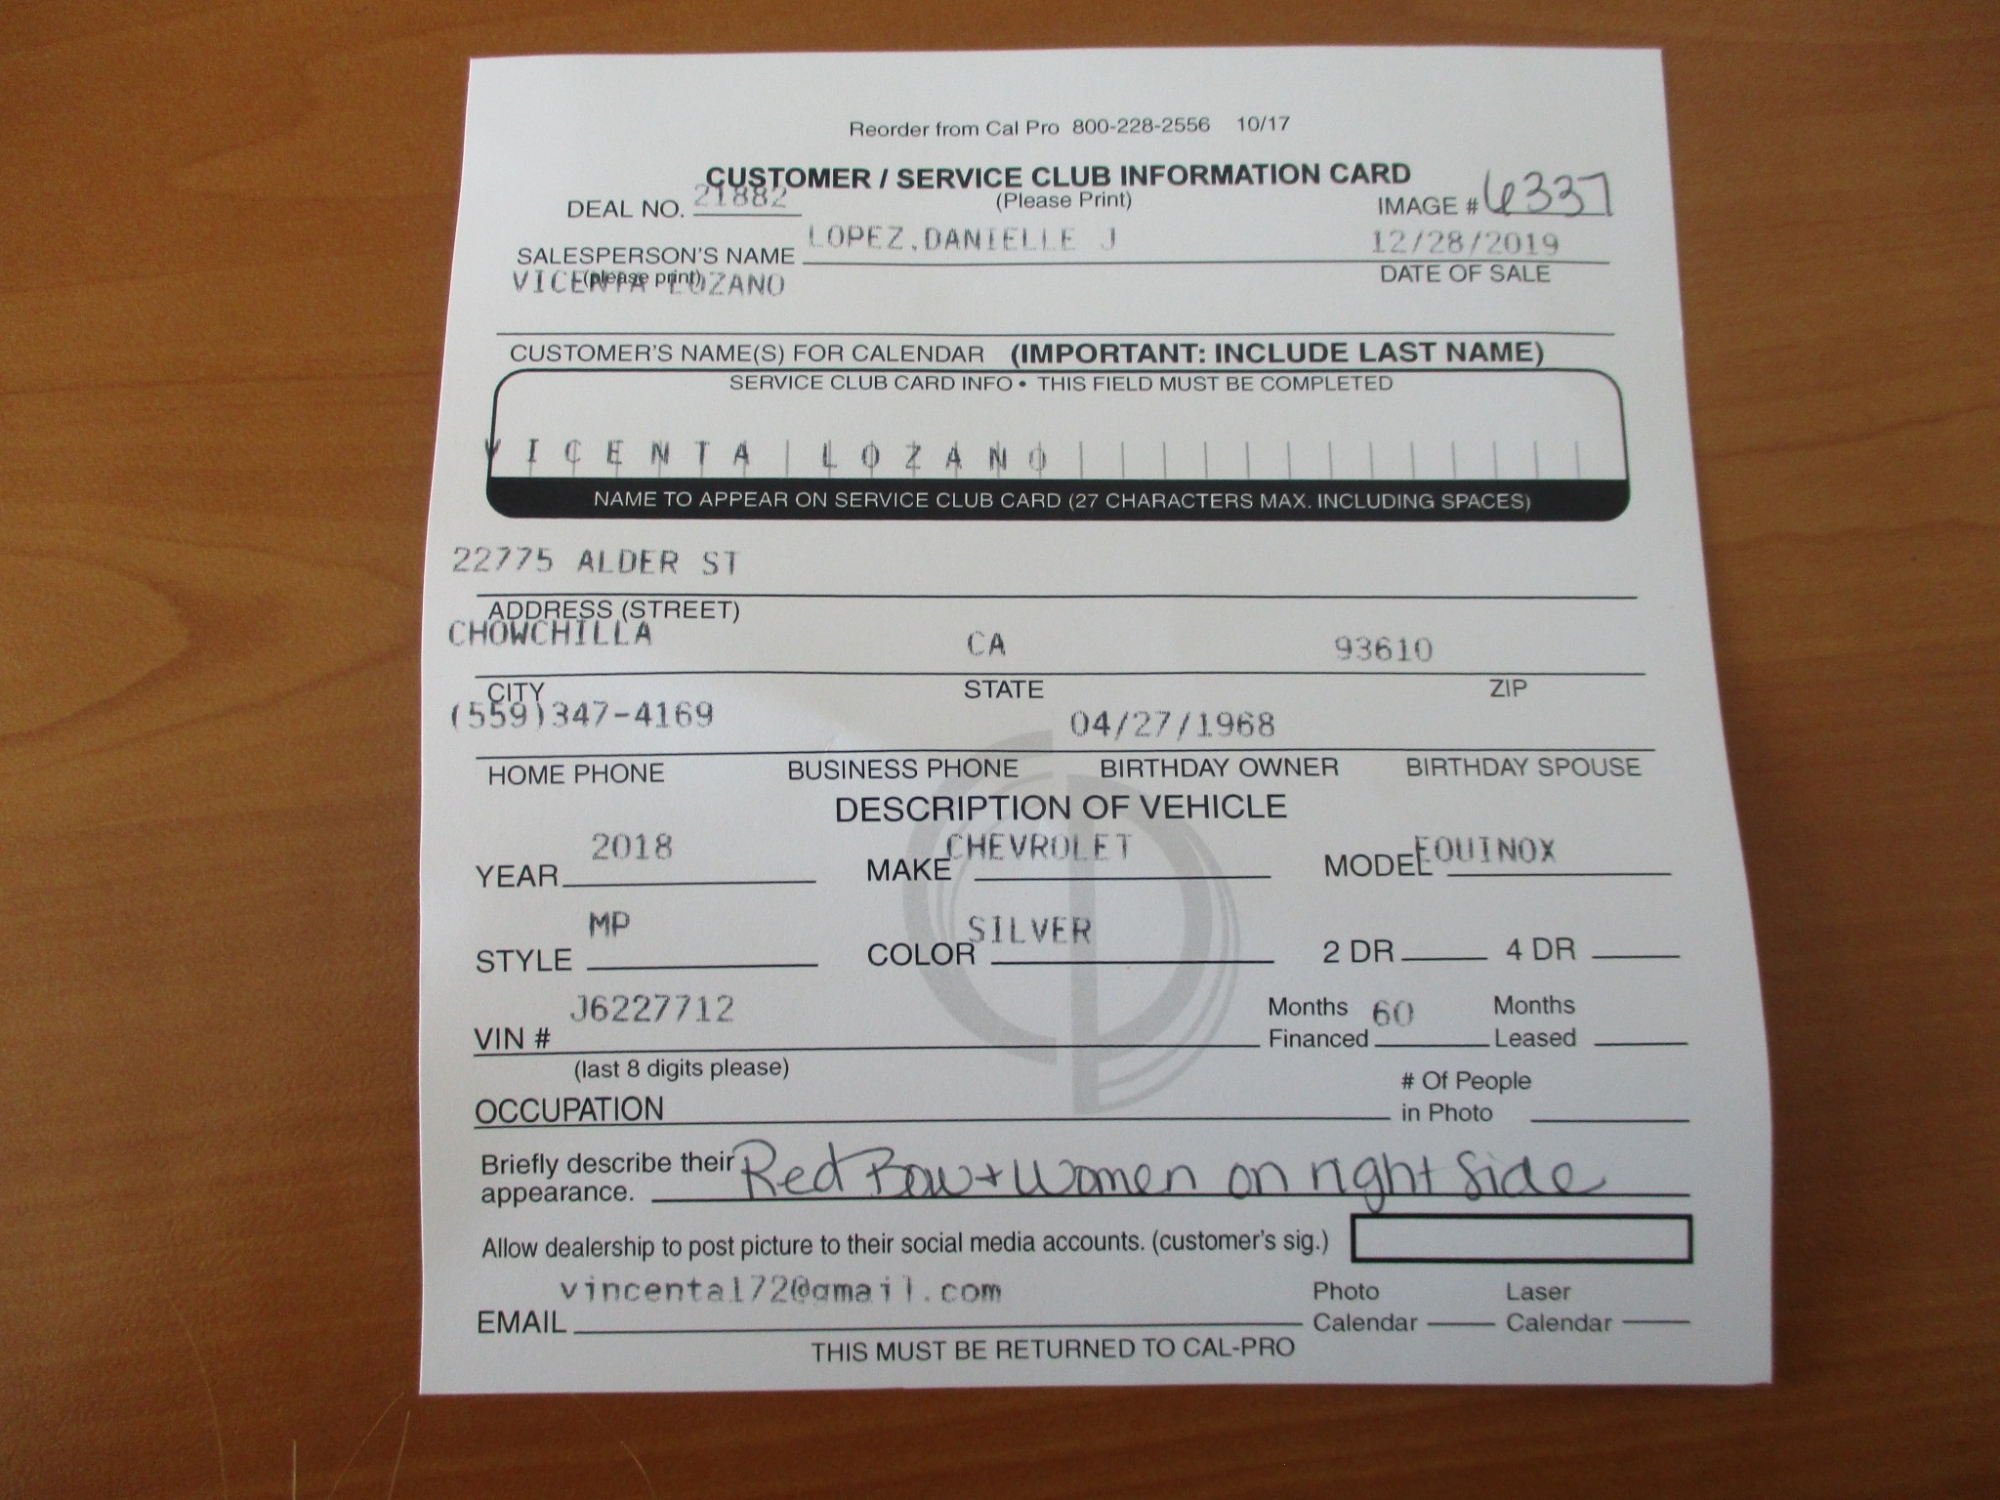 Reorder from Cal Pro 800-228-2556 10/17
CUSTOMER / SERVICE CLUB INFORMATION CARD
DEAL NO. 21882 (Please Print) IMAGE # 6337
SALESPERSON'S NAME LOPEZ,DANIELLE J 12/28/2019
(please print) DATE OF SALE
VICENTA LOZANO
CUSTOMER'S NAME(S) FOR CALENDAR (IMPORTANT: INCLUDE LAST NAME)
SERVICE CLUB CARD INFO • THIS FIELD MUST BE COMPLETED
VICENTA LOZANO
NAME TO APPEAR ON SERVICE CLUB CARD (27 CHARACTERS MAX. INCLUDING SPACES)
22775 ALDER ST
ADDRESS (STREET)
CHOWCHILLA CA 93610
CITY STATE ZIP
(559)347-4169 04/27/1968
HOME PHONE BUSINESS PHONE BIRTHDAY OWNER BIRTHDAY SPOUSE
DESCRIPTION OF VEHICLE
YEAR 2018 MAKE CHEVROLET MODEL EQUINOX
STYLE MP COLOR SILVER 2 DR 4 DR
VIN # J6227712 Months Financed 60 Months Leased
(last 8 digits please)
OCCUPATION # Of People in Photo
Briefly describe their appearance. Red Bow + Women on right side
Allow dealership to post picture to their social media accounts. (customer's sig.)
EMAIL vincental72@gmail.com Photo Calendar Laser Calendar
THIS MUST BE RETURNED TO CAL-PRO